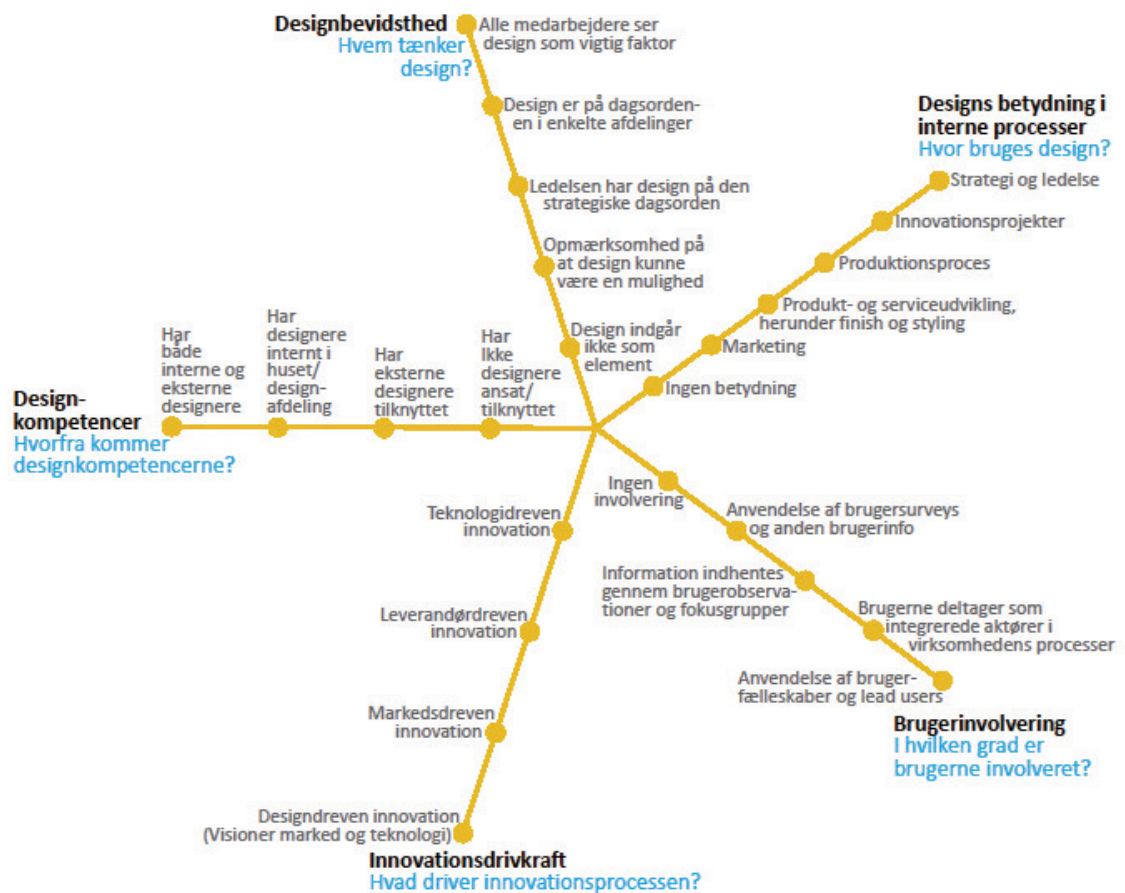 Designbevidsthed
Hvem tænker
design?
Alle medarbejdere ser
design som vigtig faktor
Design er på dagsorden-
en i enkelte afdelinger
Ledelsen har design på den
strategiske dagsorden
Opmærksomhed på
at design kunne
være en mulighed
Design indgår
ikke som
element
Designs betydning i
interne processer
Hvor bruges design?
Strategi og ledelse
Innovationsprojekter
Produktionsproces
Produkt- og serviceudvikling,
herunder finish og styling
Marketing
Ingen betydning
Design-
kompetencer
Hvorfra kommer
designkompetencerne?
Har
både
interne og
eksterne
designere
Har
designere
internt i
huset/
design-
afdeling
Har
eksterne
designere
tilknyttet
Har
Ikke
designere
ansat/
tilknyttet
Ingen
involvering
Anvendelse af brugersurveys
og anden brugerinfo
Information indhentes
gennem brugerobserva-
tioner og fokusgrupper
Brugerne deltager som
integrerede aktører i
virksomhedens processer
Anvendelse af bruger-
fælleskaber og lead users
Brugerinvolvering
I hvilken grad er
brugerne involveret?
Teknologidreven
innovation
Leverandørdreven
innovation
Markedsdreven
innovation
Designdreven innovation
(Visioner marked og teknologi)
Innovationsdrivkraft
Hvad driver innovationsprocessen?